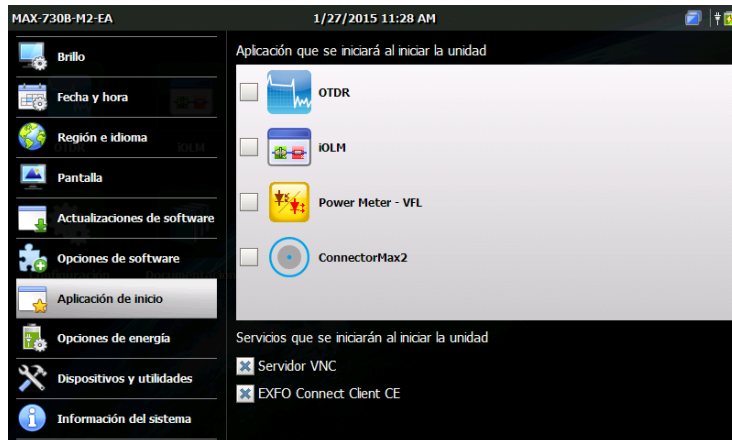 MAX-730B-M2-EA
1/27/2015 11:28 AM
Brillo
Fecha y hora
Región e idioma
Pantalla
Actualizaciones de software
Opciones de software
Aplicación de inicio
Opciones de energía
Dispositivos y utilidades
Información del sistema
Aplicación que se iniciará al iniciar la unidad
OTDR
iOLM
Power Meter - VFL
ConnectorMax2
Servicios que se iniciarán al iniciar la unidad
Servidor VNC
EXFO Connect Client CE